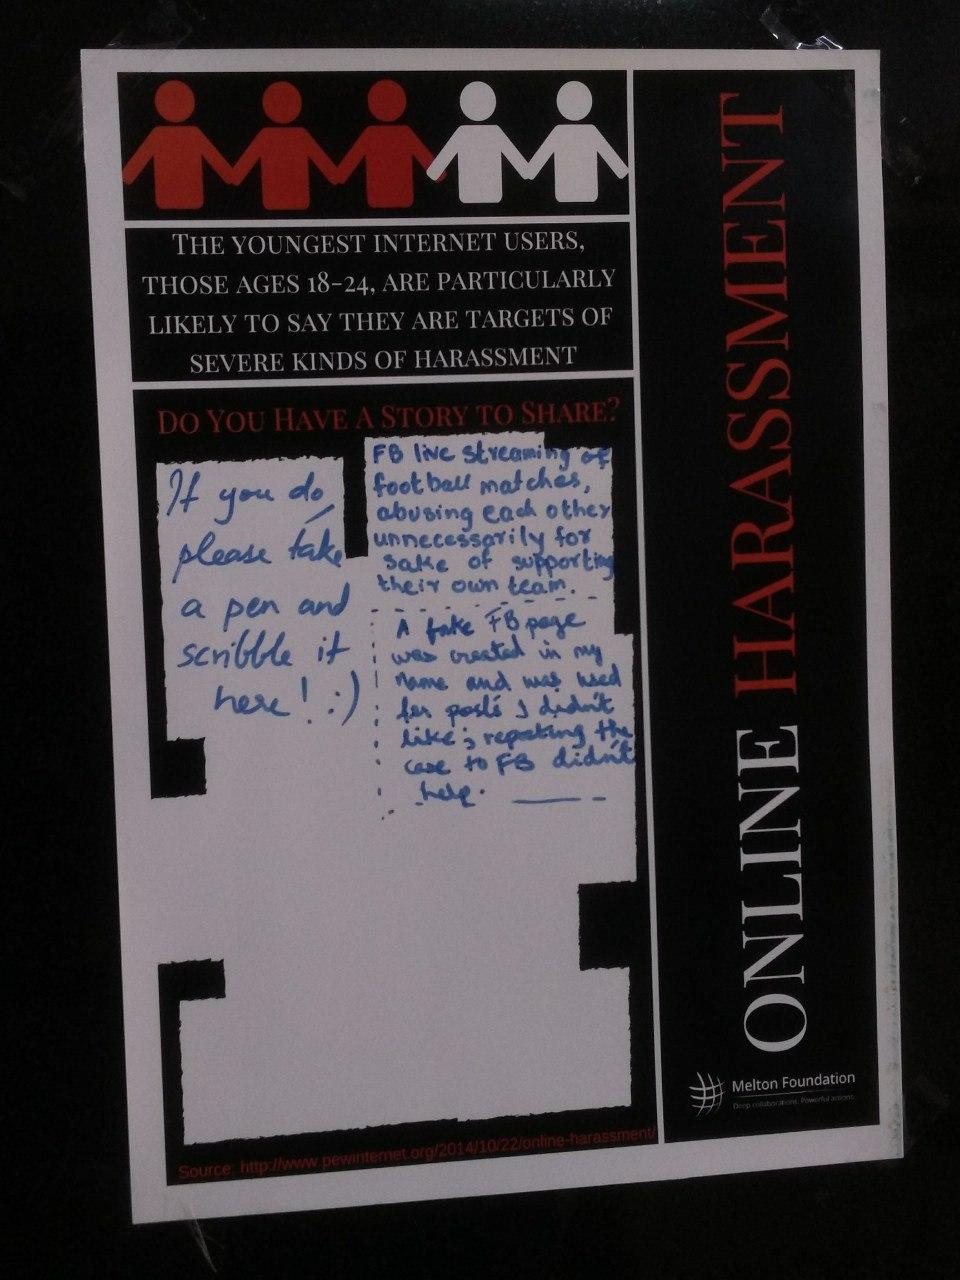 THE YOUNGEST INTERNET USERS,
THOSE AGES 18-24, ARE PARTICULARLY
LIKELY TO SAY THEY ARE TARGETS OF
SEVERE KINDS OF HARASSMENT
DO YOU HAVE A STORY TO SHARE?
If you do,
please take
a pen and
scribble it
here! :)
FB live streaming of
football matches,
abusing each other
unnecessarily for
sake of supporting
their own team.
A fake FB page
was created in my
name and was used
for posts I didn't
like; reporting the
case to FB didn't
help.
Source: http://www.pewinternet.org/2014/10/22/online-harassment/
ONLINE HARASSMENT
Melton Foundation
Deep collaborations. Powerful actions.